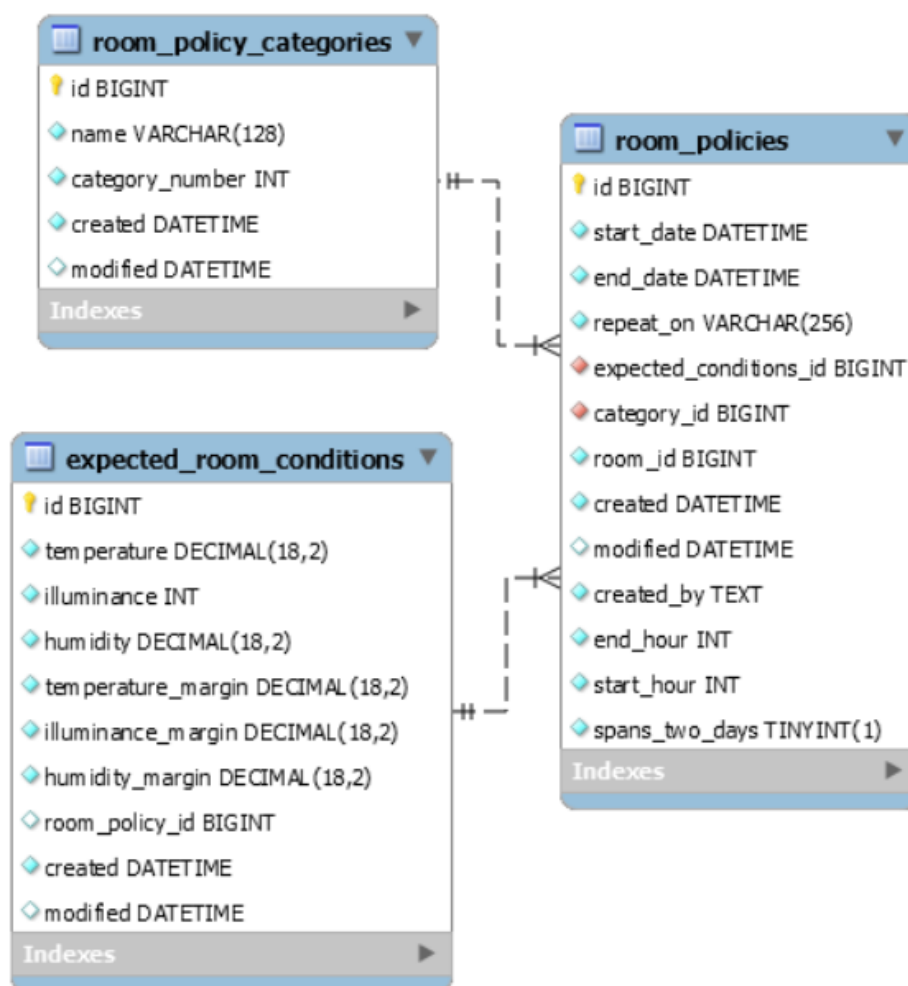 room_policy_categories
id BIGINT
name VARCHAR(128)
category_number INT
created DATETIME
modified DATETIME
Indexes
expected_room_conditions
id BIGINT
temperature DECIMAL(18,2)
illuminance INT
humidity DECIMAL(18,2)
temperature_margin DECIMAL(18,2)
illuminance_margin DECIMAL(18,2)
humidity_margin DECIMAL(18,2)
room_policy_id BIGINT
created DATETIME
modified DATETIME
Indexes
room_policies
id BIGINT
start_date DATETIME
end_date DATETIME
repeat_on VARCHAR(256)
expected_conditions_id BIGINT
category_id BIGINT
room_id BIGINT
created DATETIME
modified DATETIME
created_by TEXT
end_hour INT
start_hour INT
spans_two_days TINYINT(1)
Indexes